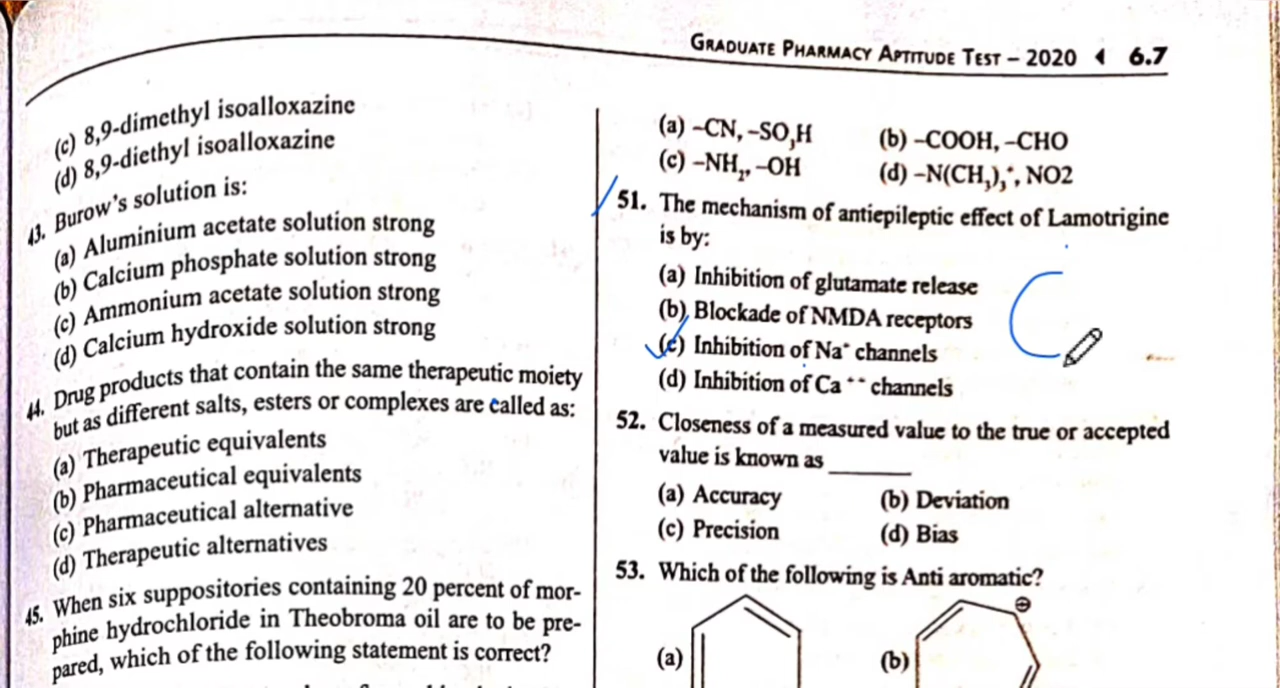 GRADUATE PHARMACY APTITUDE TEST – 2020 ◄ 6.7
(c) 8,9-dimethyl isoalloxazine
(d) 8,9-diethyl isoalloxazine
43. Burow's solution is:
(a) Aluminium acetate solution strong
(b) Calcium phosphate solution strong
(c) Ammonium acetate solution strong
(d) Calcium hydroxide solution strong
44. Drug products that contain the same therapeutic moiety
but as different salts, esters or complexes are called as:
(a) Therapeutic equivalents
(b) Pharmaceutical equivalents
(c) Pharmaceutical alternative
(d) Therapeutic alternatives
45. When six suppositories containing 20 percent of mor-
phine hydrochloride in Theobroma oil are to be pre-
pared, which of the following statement is correct?
(a) –CN, –SO₃H (b) –COOH, –CHO
(c) –NH₂, –OH (d) –N(CH₃)₃⁺, NO2
51. The mechanism of antiepileptic effect of Lamotrigine
is by:
(a) Inhibition of glutamate release
(b) Blockade of NMDA receptors
(c) Inhibition of Na⁺ channels
(d) Inhibition of Ca⁺⁺ channels
52. Closeness of a measured value to the true or accepted
value is known as ________
(a) Accuracy (b) Deviation
(c) Precision (d) Bias
53. Which of the following is Anti aromatic?
(a) (b)